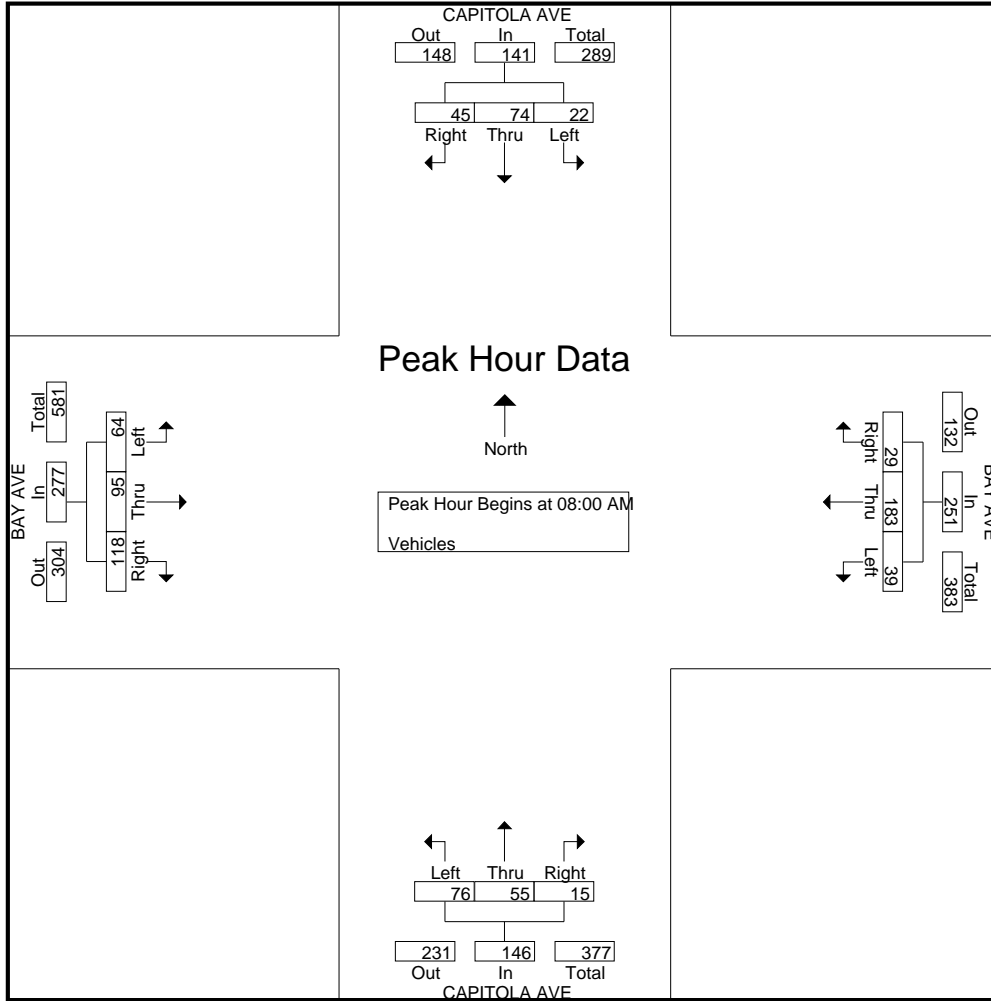 CAPITOLA AVE
Out In Total
148 141 289
45 74 22
Right Thru Left
Peak Hour Data
North
Peak Hour Begins at 08:00 AM
Vehicles
BAY AVE
Out In Total
304 277 581
118 95 64
Right Thru Left
BAY AVE
Out In Total
132 251 383
29 183 39
Right Thru Left
Left Thru Right
76 55 15
231 146 377
Out In Total
CAPITOLA AVE